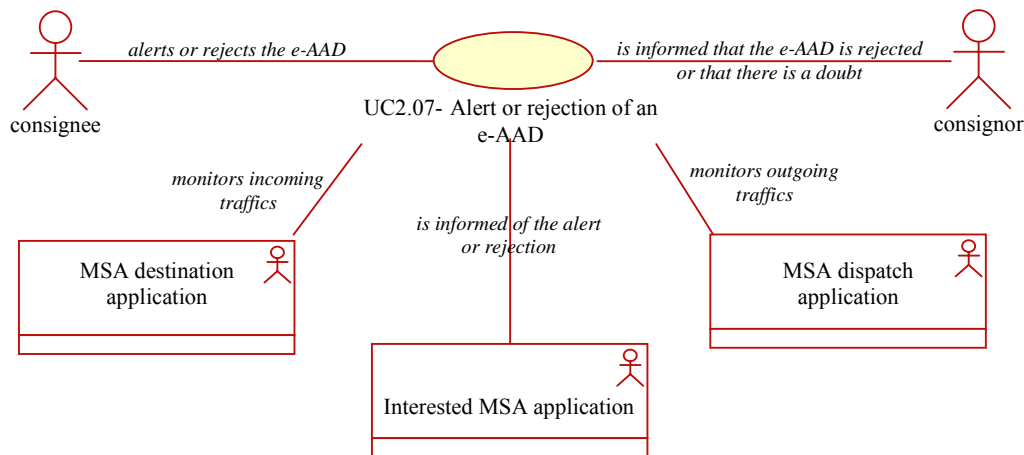 alerts or rejects the e-AAD
is informed that the e-AAD is rejected
or that there is a doubt
consignee
UC2.07- Alert or rejection of an
e-AAD
consignor
monitors incoming
traffics
is informed of the alert
or rejection
monitors outgoing
traffics
MSA destination
application
MSA dispatch
application
Interested MSA application